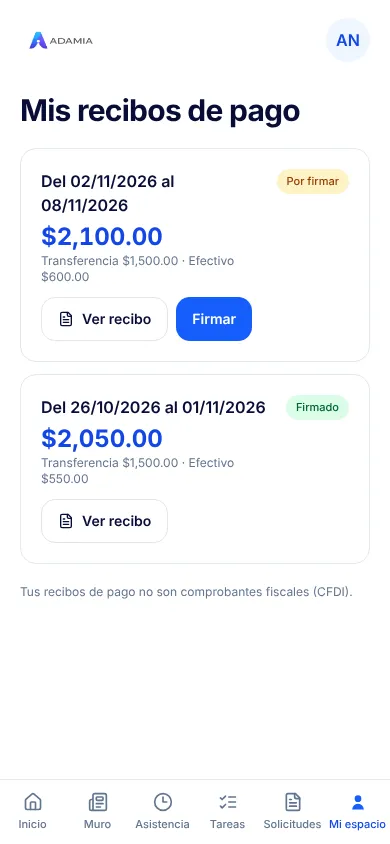 ADAMIA
AN
Mis recibos de pago
Del 02/11/2026 al
08/11/2026
Por firmar
$2,100.00
Transferencia $1,500.00 · Efectivo
$600.00
Ver recibo
Firmar
Del 26/10/2026 al 01/11/2026
Firmado
$2,050.00
Transferencia $1,500.00 · Efectivo
$550.00
Ver recibo
Tus recibos de pago no son comprobantes fiscales (CFDI).
Inicio
Muro
Asistencia
Tareas
Solicitudes
Mi espacio